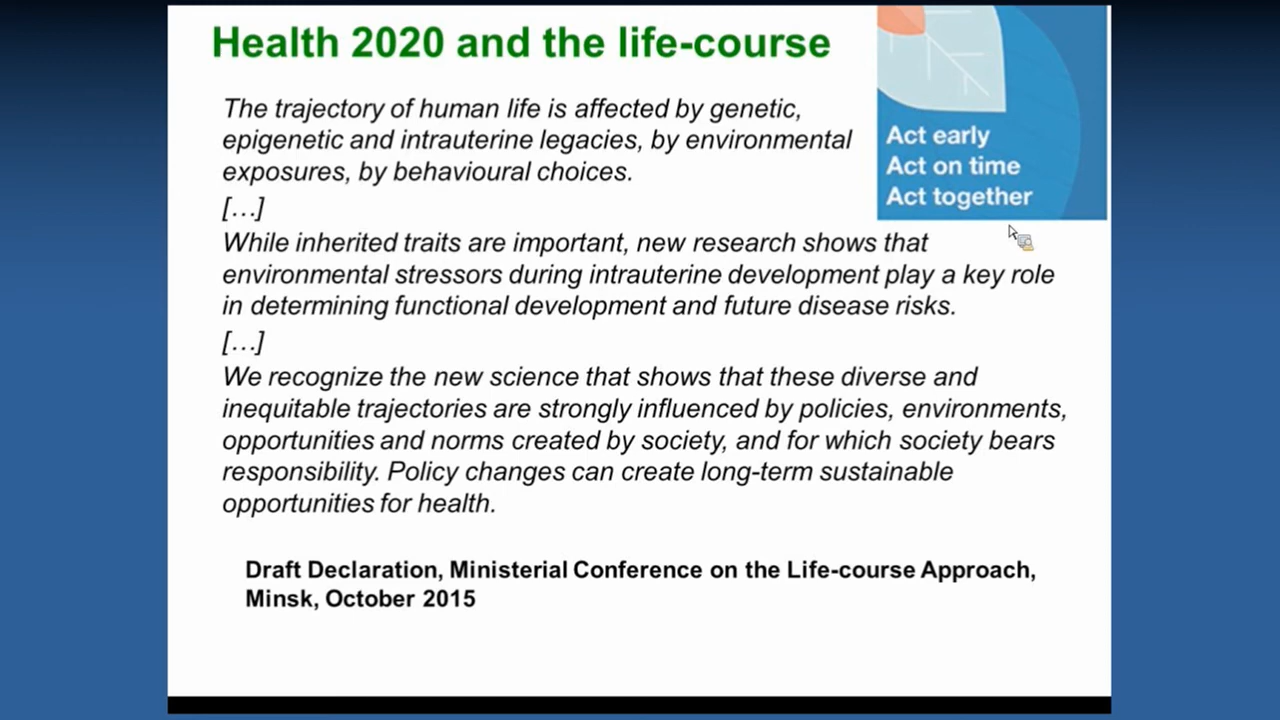 Health 2020 and the life-course
The trajectory of human life is affected by genetic,
epigenetic and intrauterine legacies, by environmental
exposures, by behavioural choices.
[…]
While inherited traits are important, new research shows that
environmental stressors during intrauterine development play a key role
in determining functional development and future disease risks.
[…]
We recognize the new science that shows that these diverse and
inequitable trajectories are strongly influenced by policies, environments,
opportunities and norms created by society, and for which society bears
responsibility. Policy changes can create long-term sustainable
opportunities for health.
Draft Declaration, Ministerial Conference on the Life-course Approach,
Minsk, October 2015
Act early
Act on time
Act together